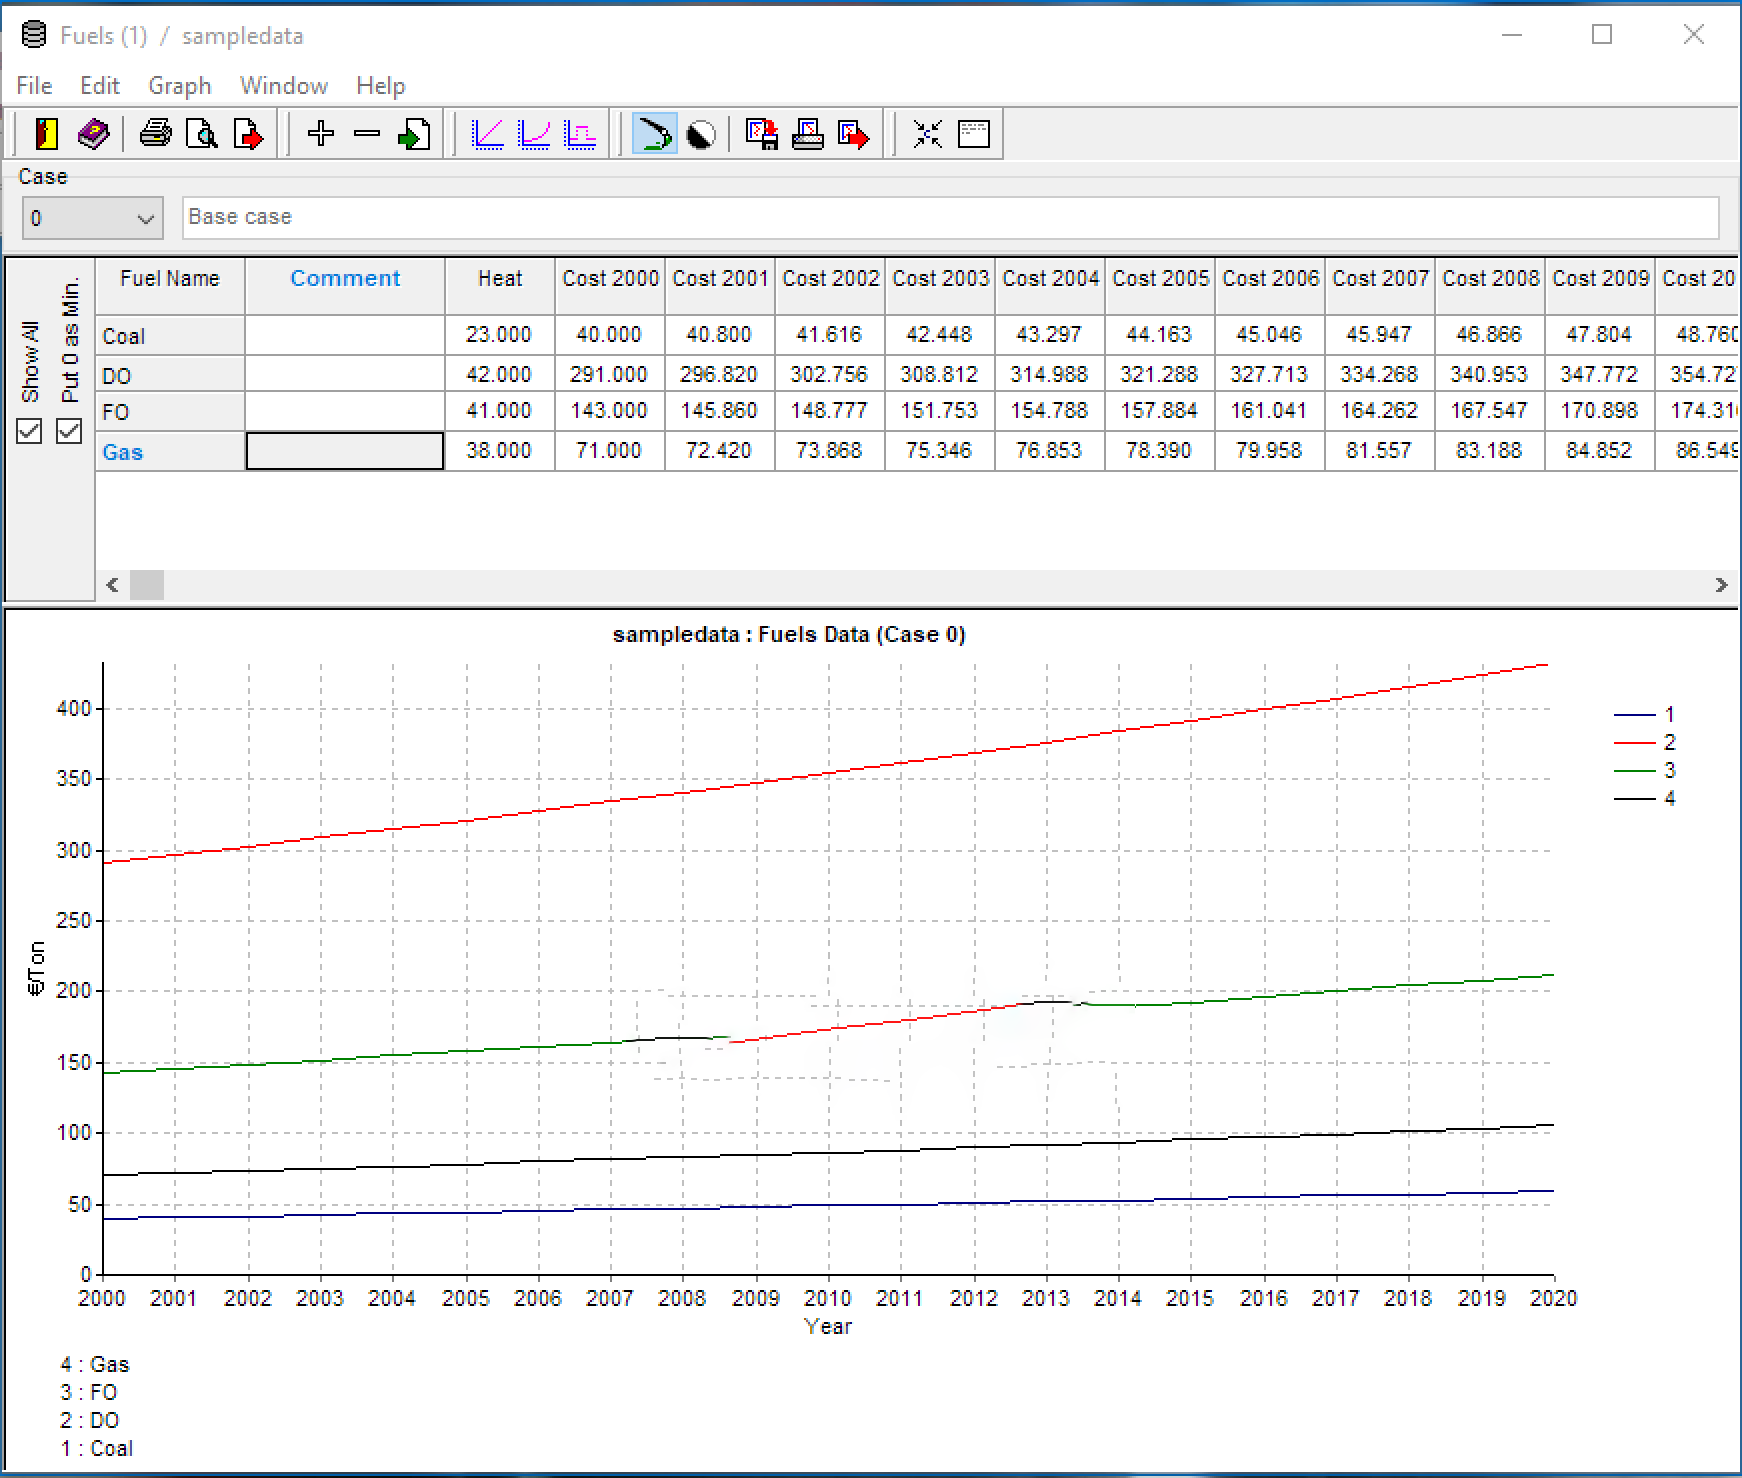 Fuels (1) / sampledata
File Edit Graph Window Help
Case
0 Base case
Show All
Put 0 as Min.
Fuel Name Comment Heat Cost 2000 Cost 2001 Cost 2002 Cost 2003 Cost 2004 Cost 2005 Cost 2006 Cost 2007 Cost 2008 Cost 2009 Cost 20
Coal 23.000 40.000 40.800 41.616 42.448 43.297 44.163 45.046 45.947 46.866 47.804 48.760
DO 42.000 291.000 296.820 302.756 308.812 314.988 321.288 327.713 334.268 340.953 347.772 354.72
FO 41.000 143.000 145.860 148.777 151.753 154.788 157.884 161.041 164.262 167.547 170.898 174.31
Gas 38.000 71.000 72.420 73.868 75.346 76.853 78.390 79.958 81.557 83.188 84.852 86.549
sampledata : Fuels Data (Case 0)
400
350
300
250
200
150
100
50
0
€/Ton
1
2
3
4
2000 2001 2002 2003 2004 2005 2006 2007 2008 2009 2010 2011 2012 2013 2014 2015 2016 2017 2018 2019 2020
Year
4 : Gas
3 : FO
2 : DO
1 : Coal